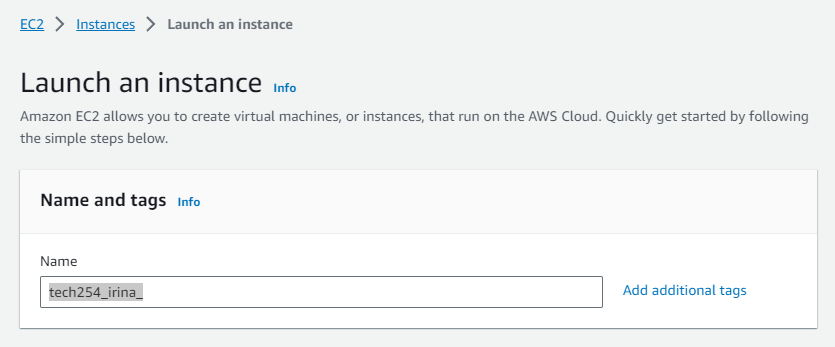 EC2 > Instances > Launch an instance
Launch an instance Info
Amazon EC2 allows you to create virtual machines, or instances, that run on the AWS Cloud. Quickly get started by following
the simple steps below.
Name and tags Info
Name
tech254_irina_ Add additional tags